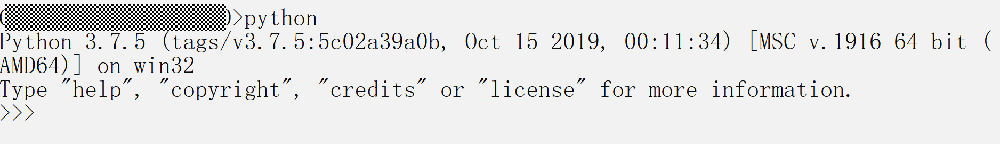 >python
Python 3.7.5 (tags/v3.7.5:5c02a39a0b, Oct 15 2019, 00:11:34) [MSC v.1916 64 bit (
AMD64)] on win32
Type "help", "copyright", "credits" or "license" for more information.
>>>